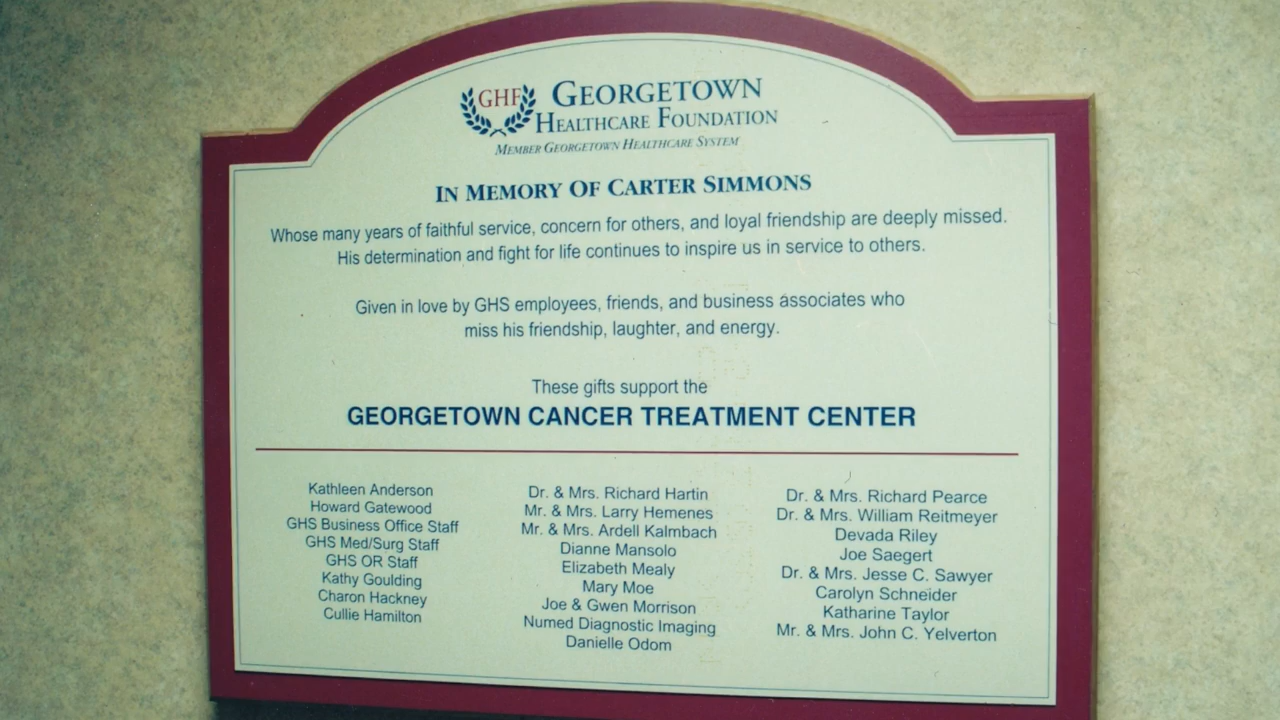 GHF
GEORGETOWN
HEALTHCARE FOUNDATION
MEMBER GEORGETOWN HEALTHCARE SYSTEM
IN MEMORY OF CARTER SIMMONS
Whose many years of faithful service, concern for others, and loyal friendship are deeply missed.
His determination and fight for life continues to inspire us in service to others.
Given in love by GHS employees, friends, and business associates who
miss his friendship, laughter, and energy.
These gifts support the
GEORGETOWN CANCER TREATMENT CENTER
Kathleen Anderson
Howard Gatewood
GHS Business Office Staff
GHS Med/Surg Staff
GHS OR Staff
Kathy Goulding
Charon Hackney
Cullie Hamilton
Dr. & Mrs. Richard Hartin
Mr. & Mrs. Larry Hemenes
Mr. & Mrs. Ardell Kalmbach
Dianne Mansolo
Elizabeth Mealy
Mary Moe
Joe & Gwen Morrison
Numed Diagnostic Imaging
Danielle Odom
Dr. & Mrs. Richard Pearce
Dr. & Mrs. William Reitmeyer
Devada Riley
Joe Saegert
Dr. & Mrs. Jesse C. Sawyer
Carolyn Schneider
Katharine Taylor
Mr. & Mrs. John C. Yelverton